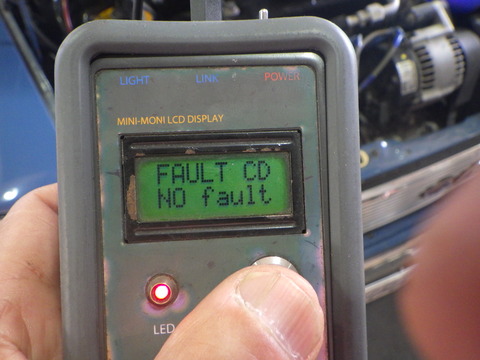 LIGHT LINK POWER
MINI-MONI LCD DISPLAY
FAULT CD
NO fault
LED